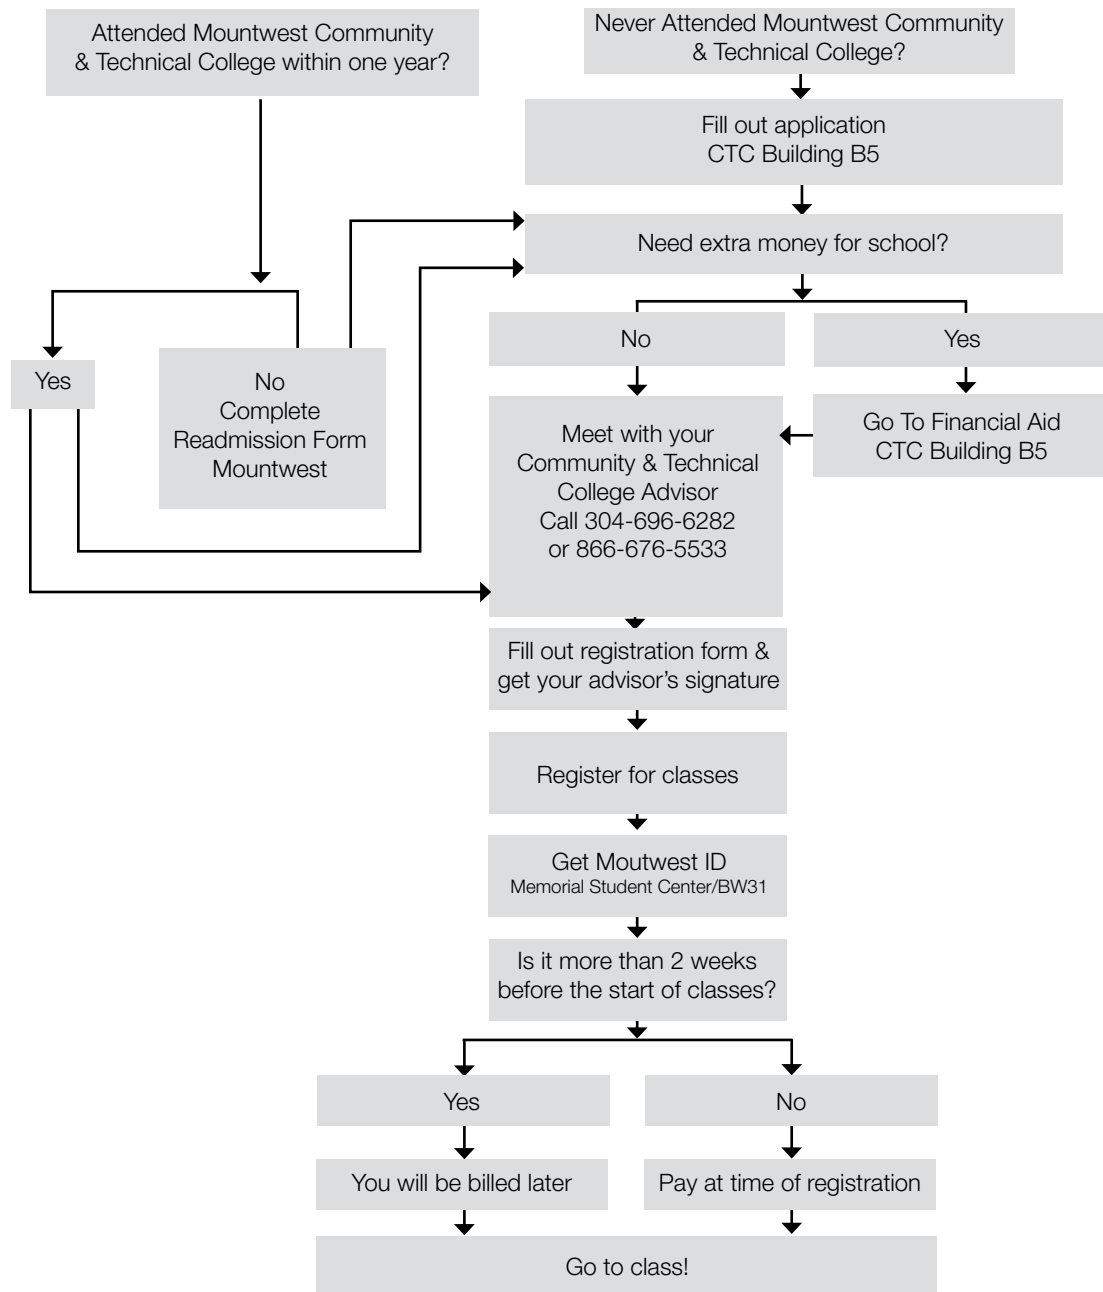 Attended Mountwest Community
& Technical College within one year?
Never Attended Mountwest Community
& Technical College?
Fill out application
CTC Building B5
Need extra money for school?
No
Yes
Yes
No
Complete
Readmission Form
Mountwest
Meet with your
Community & Technical
College Advisor
Call 304-696-6282
or 866-676-5533
Go To Financial Aid
CTC Building B5
Fill out registration form &
get your advisor's signature
Register for classes
Get Moutwest ID
Memorial Student Center/BW31
Is it more than 2 weeks
before the start of classes?
Yes
No
You will be billed later
Pay at time of registration
Go to class!